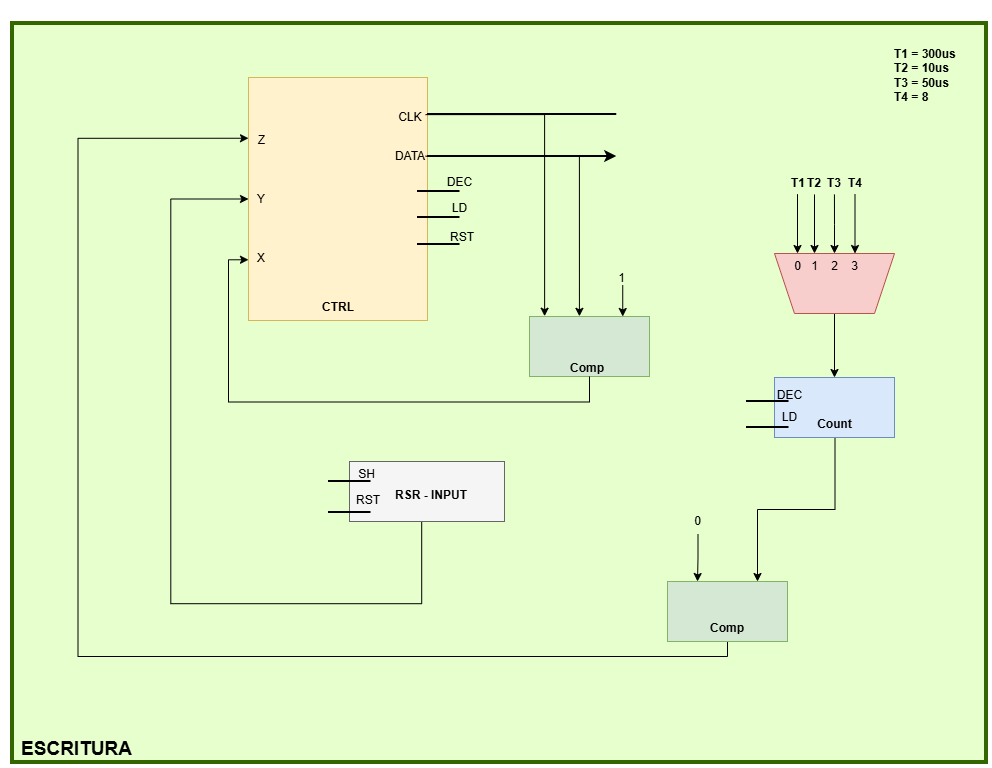 T1 = 300us
T2 = 10us
T3 = 50us
T4 = 8
CLK
Z
DATA
DEC
LD
RST
Y
X
CTRL
T1 T2 T3 T4
0 1 2 3
1
Comp
DEC
LD
Count
SH
RST
RSR - INPUT
0
Comp
ESCRITURA